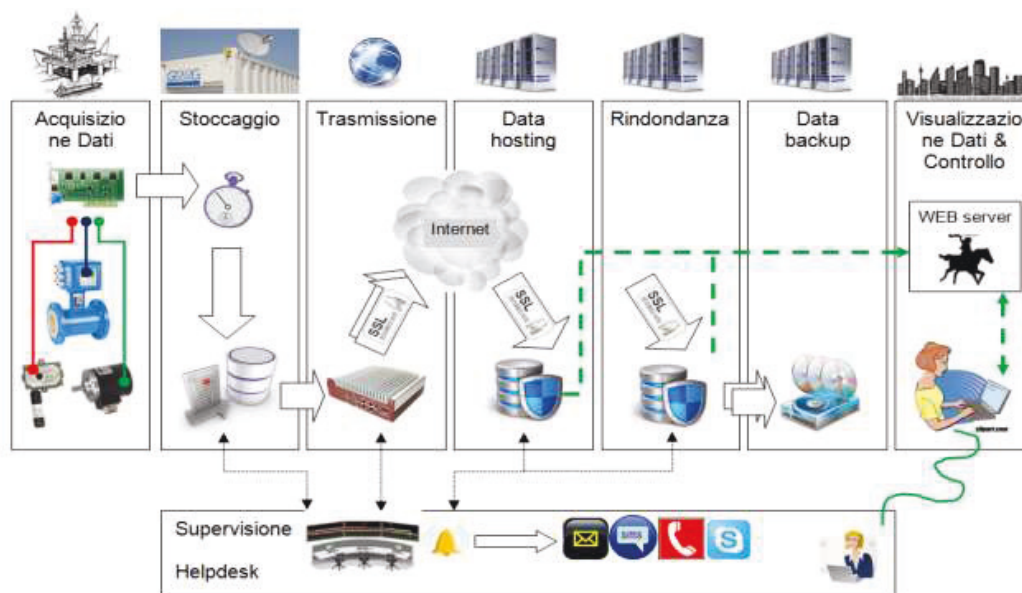 Acquisizio
ne Dati
Stoccaggio
Trasmissione
Data
hosting
Rindondanza
Data
backup
Visualizzazio
ne Dati &
Controllo
WEB server
Internet
SSL
SSL
SSL
Supervisione
Helpdesk
sms